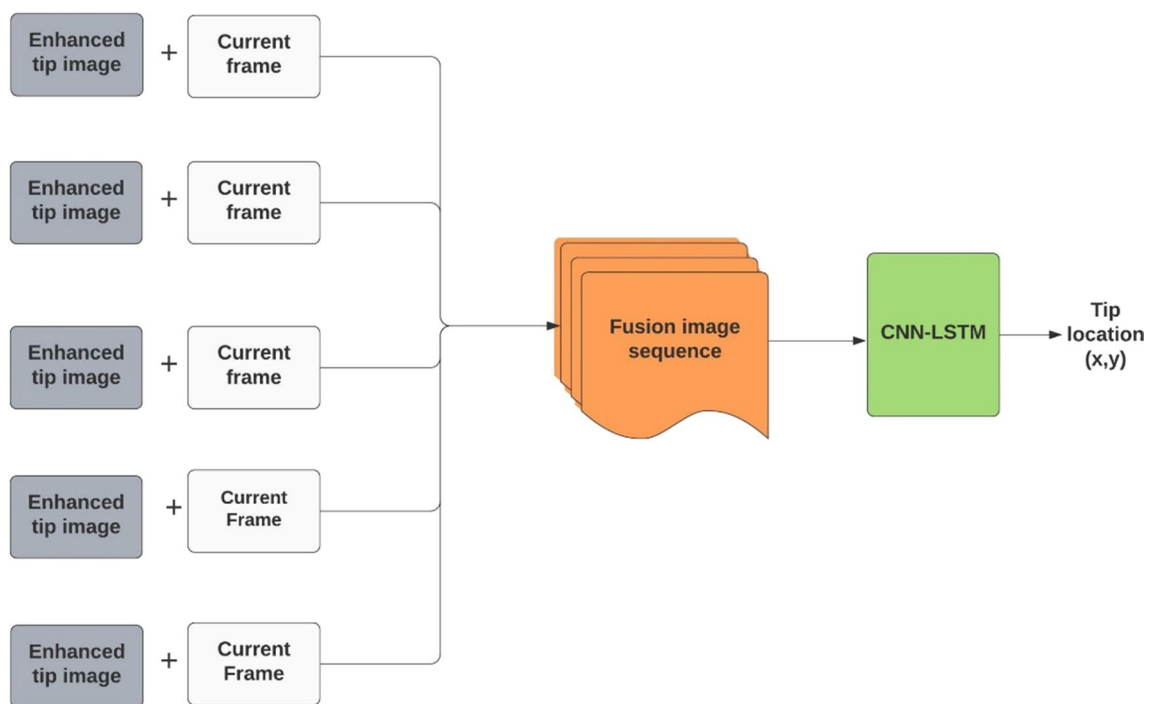 Enhanced
tip image
+
Current
frame
Enhanced
tip image
+
Current
frame
Enhanced
tip image
+
Current
frame
Enhanced
tip image
+
Current
Frame
Enhanced
tip image
+
Current
Frame
Fusion image
sequence
CNN-LSTM
Tip
location
(x,y)